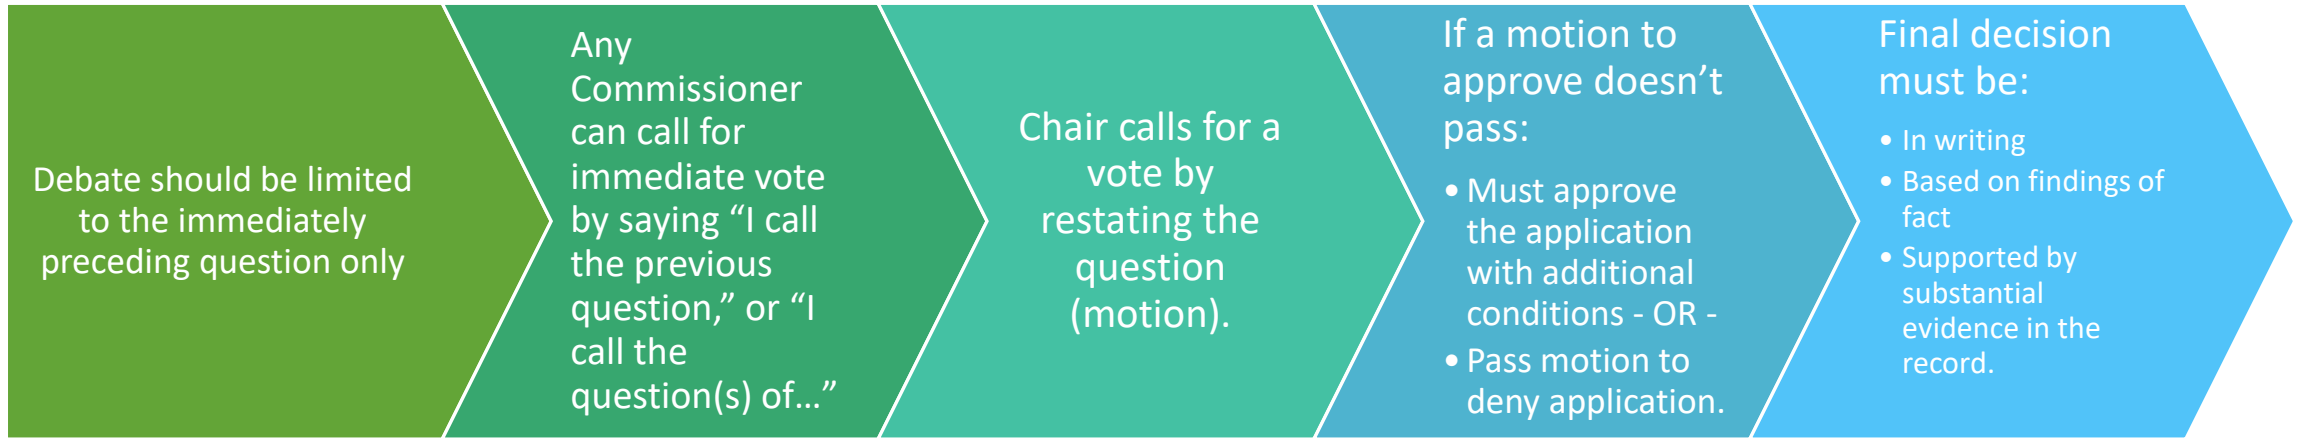 Debate should be limited
to the immediately
preceding question only
Any
Commissioner
can call for
immediate vote
by saying “I call
the previous
question,” or “I
call the
question(s) of…”
Chair calls for a
vote by
restating the
question
(motion).
If a motion to
approve doesn’t
pass:
• Must approve
the application
with additional
conditions - OR -
• Pass motion to
deny application.
Final decision
must be:
• In writing
• Based on findings of
fact
• Supported by
substantial
evidence in the
record.